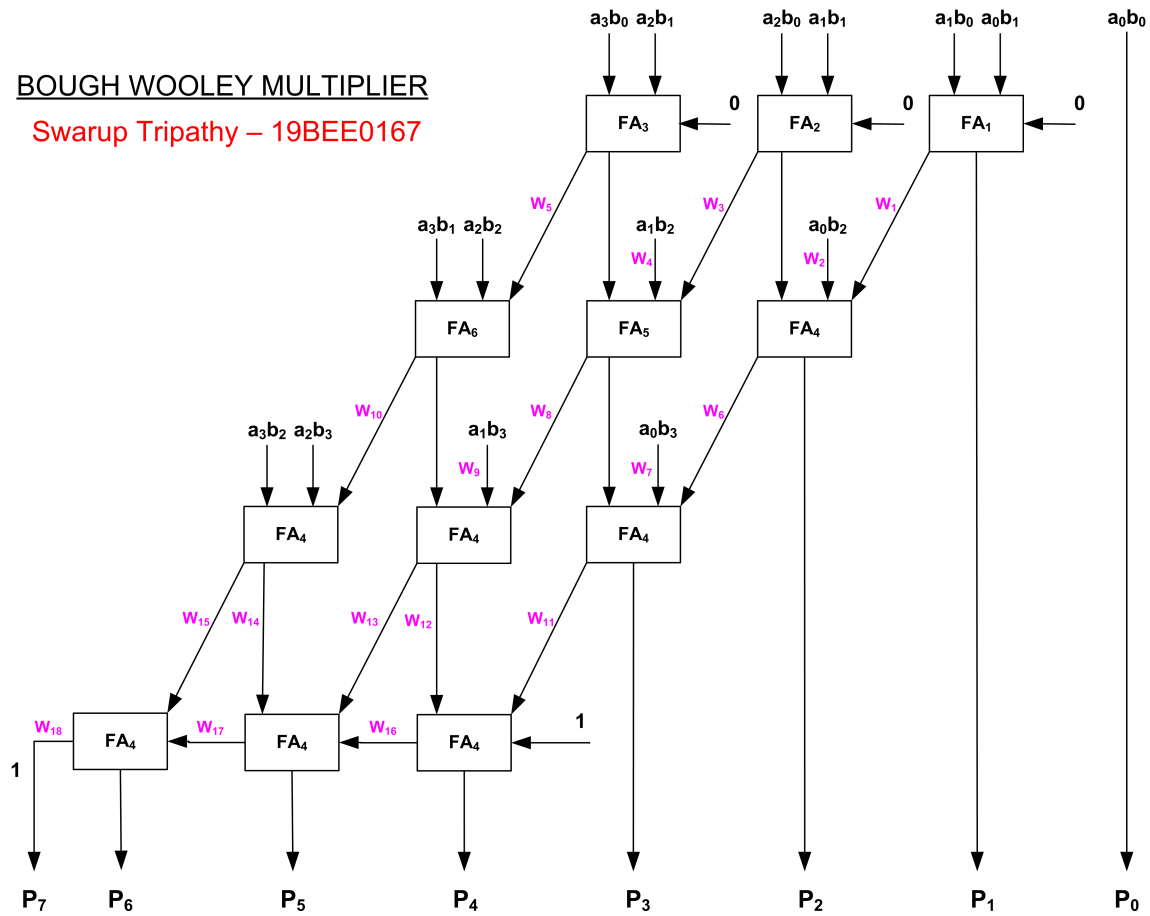 a₃b₀ a₂b₁ a₂b₀ a₁b₁ a₁b₀ a₀b₁ a₀b₀
BOUGH WOOLEY MULTIPLIER
Swarup Tripathy – 19BEE0167
0 0 0
FA₃ FA₂ FA₁
W₅ W₃ W₁
a₃b₁ a₂b₂ a₁b₂ a₀b₂
W₄ W₂
FA₆ FA₅ FA₄
W₁₀ W₈ W₆
a₃b₂ a₂b₃ a₁b₃ a₀b₃
W₉ W₇
FA₄ FA₄ FA₄
W₁₅ W₁₄ W₁₃ W₁₂ W₁₁
W₁₈ W₁₇ W₁₆ 1
FA₄ FA₄ FA₄
1
P₇ P₆ P₅ P₄ P₃ P₂ P₁ P₀